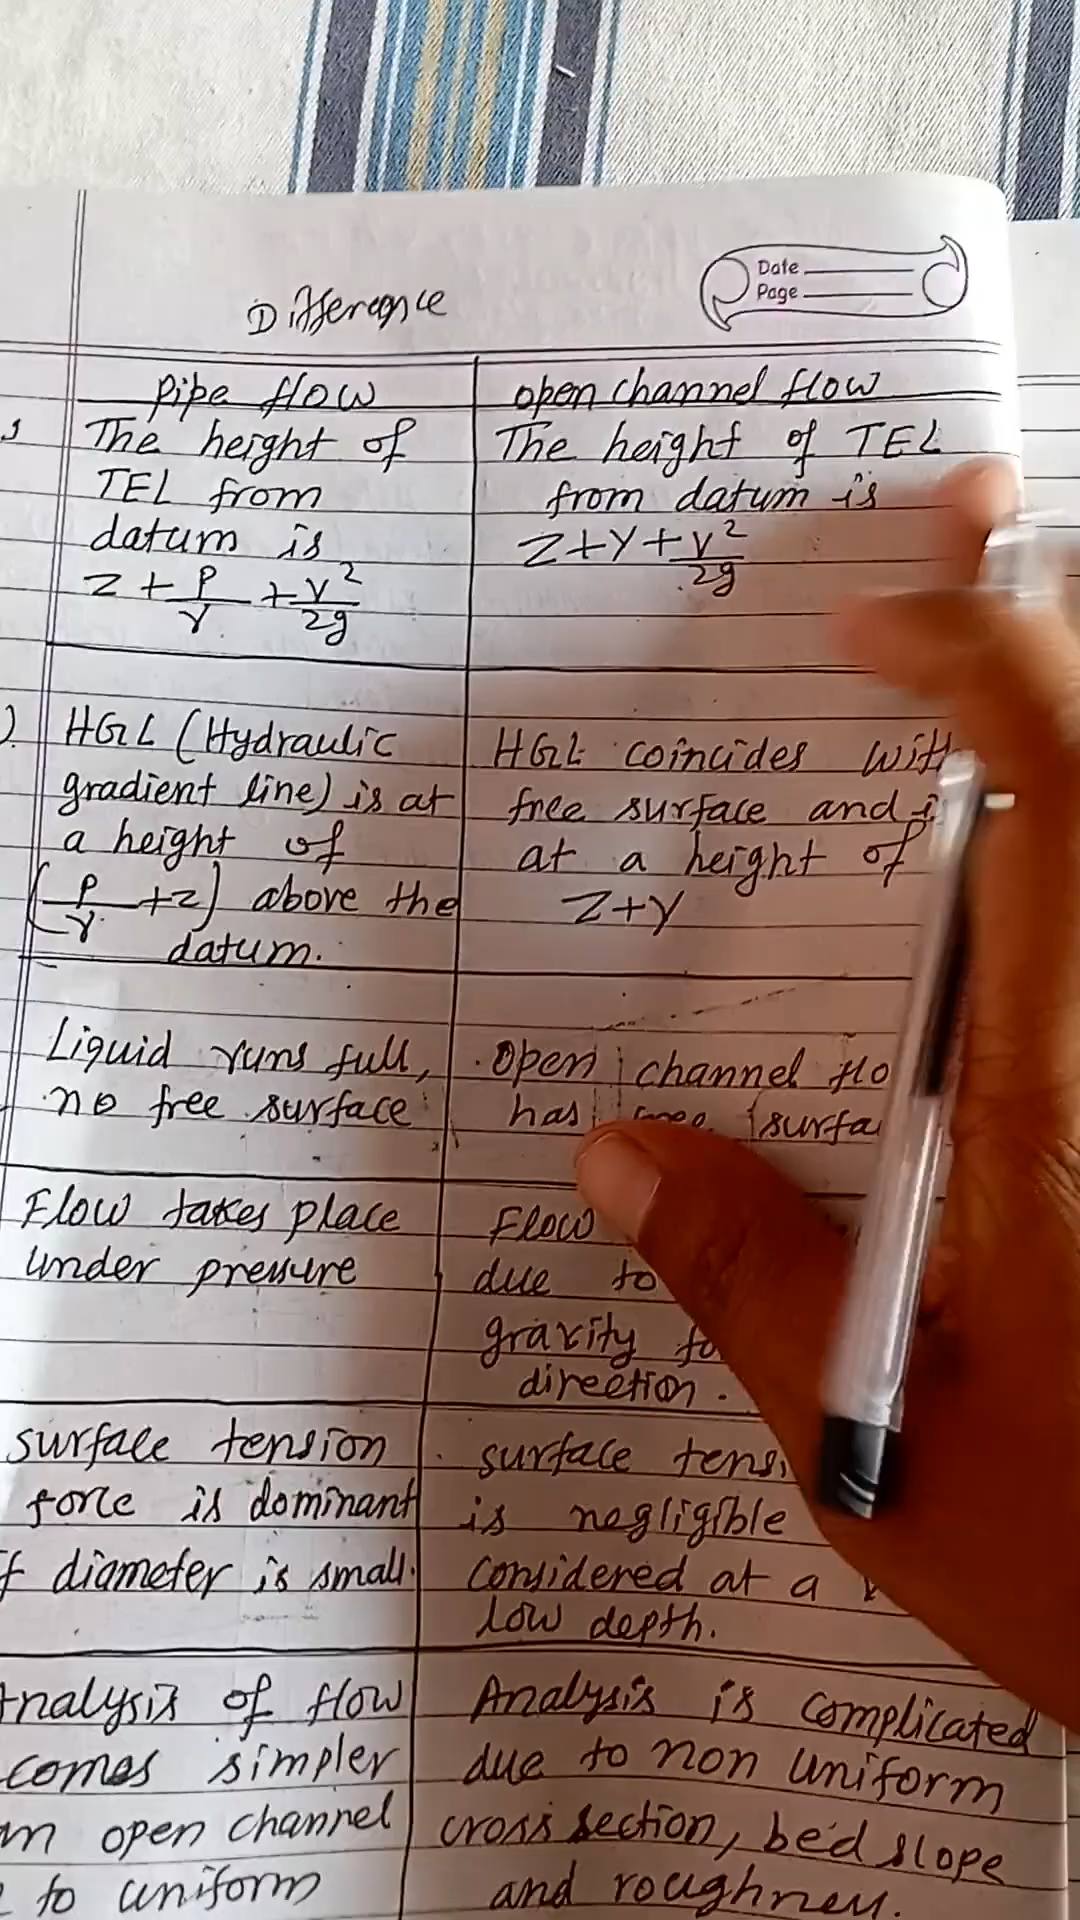 Date
Page
Difference
Pipe flow
The height of
TEL from
datum is
Z + P/γ + V²/2g
HGL (Hydraulic
gradient line) is at
a height of
(P/γ + Z) above the
datum.
Liquid runs full,
no free surface
Flow takes place
under pressure
surface tension
force is dominant
if diameter is small.
Analysis of flow
comes simpler
open channel
to uniform
open channel flow
The height of TEL
from datum is
Z+Y+V²/2g
HGL coincides with
free surface and
at a height of
Z+Y
Open channel flo
has free surfa
Flow
due to
gravity
direction.
surface tensi
is negligible
considered at a
low depth.
Analysis is complicated
due to non uniform
cross section, bed slope
and roughness.